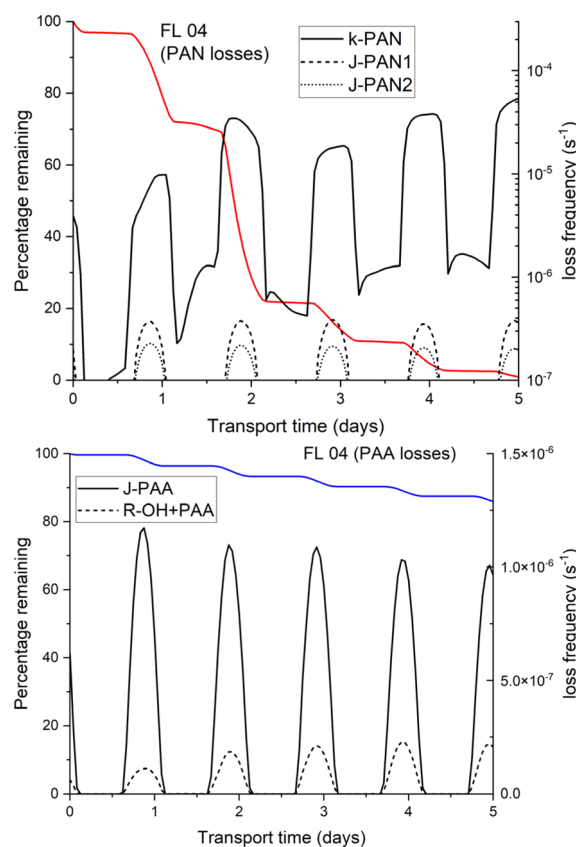 FL 04
(PAN losses)
k-PAN
J-PAN1
J-PAN2
100
80
60
40
20
0
Percentage remaining
10⁻⁴
10⁻⁵
10⁻⁶
10⁻⁷
loss frequency (s⁻¹)
0 1 2 3 4 5
Transport time (days)
FL 04 (PAA losses)
J-PAA
R-OH+PAA
100
80
60
40
20
0
Percentage remaining
1.5×10⁻⁶
1.0×10⁻⁶
5.0×10⁻⁷
0.0
loss frequency (s⁻¹)
0 1 2 3 4 5
Transport time (days)